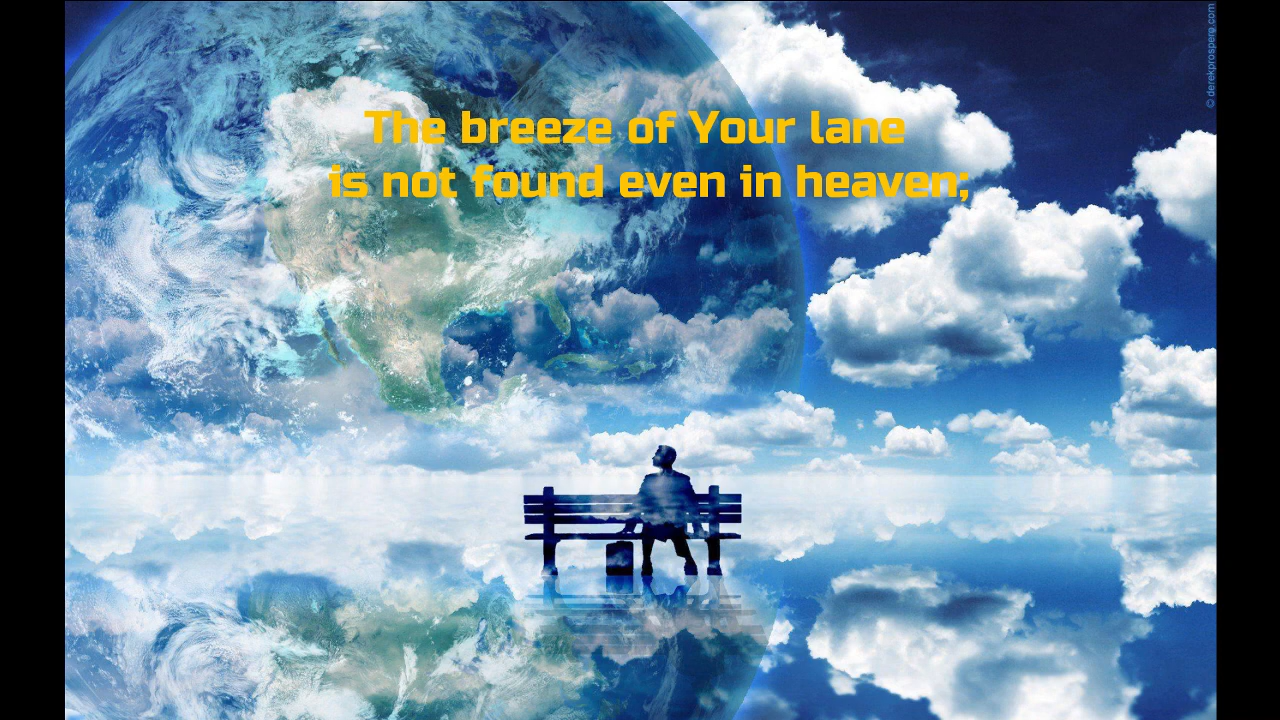 The breeze of Your lane
is not found even in heaven;
© derekprospero.com